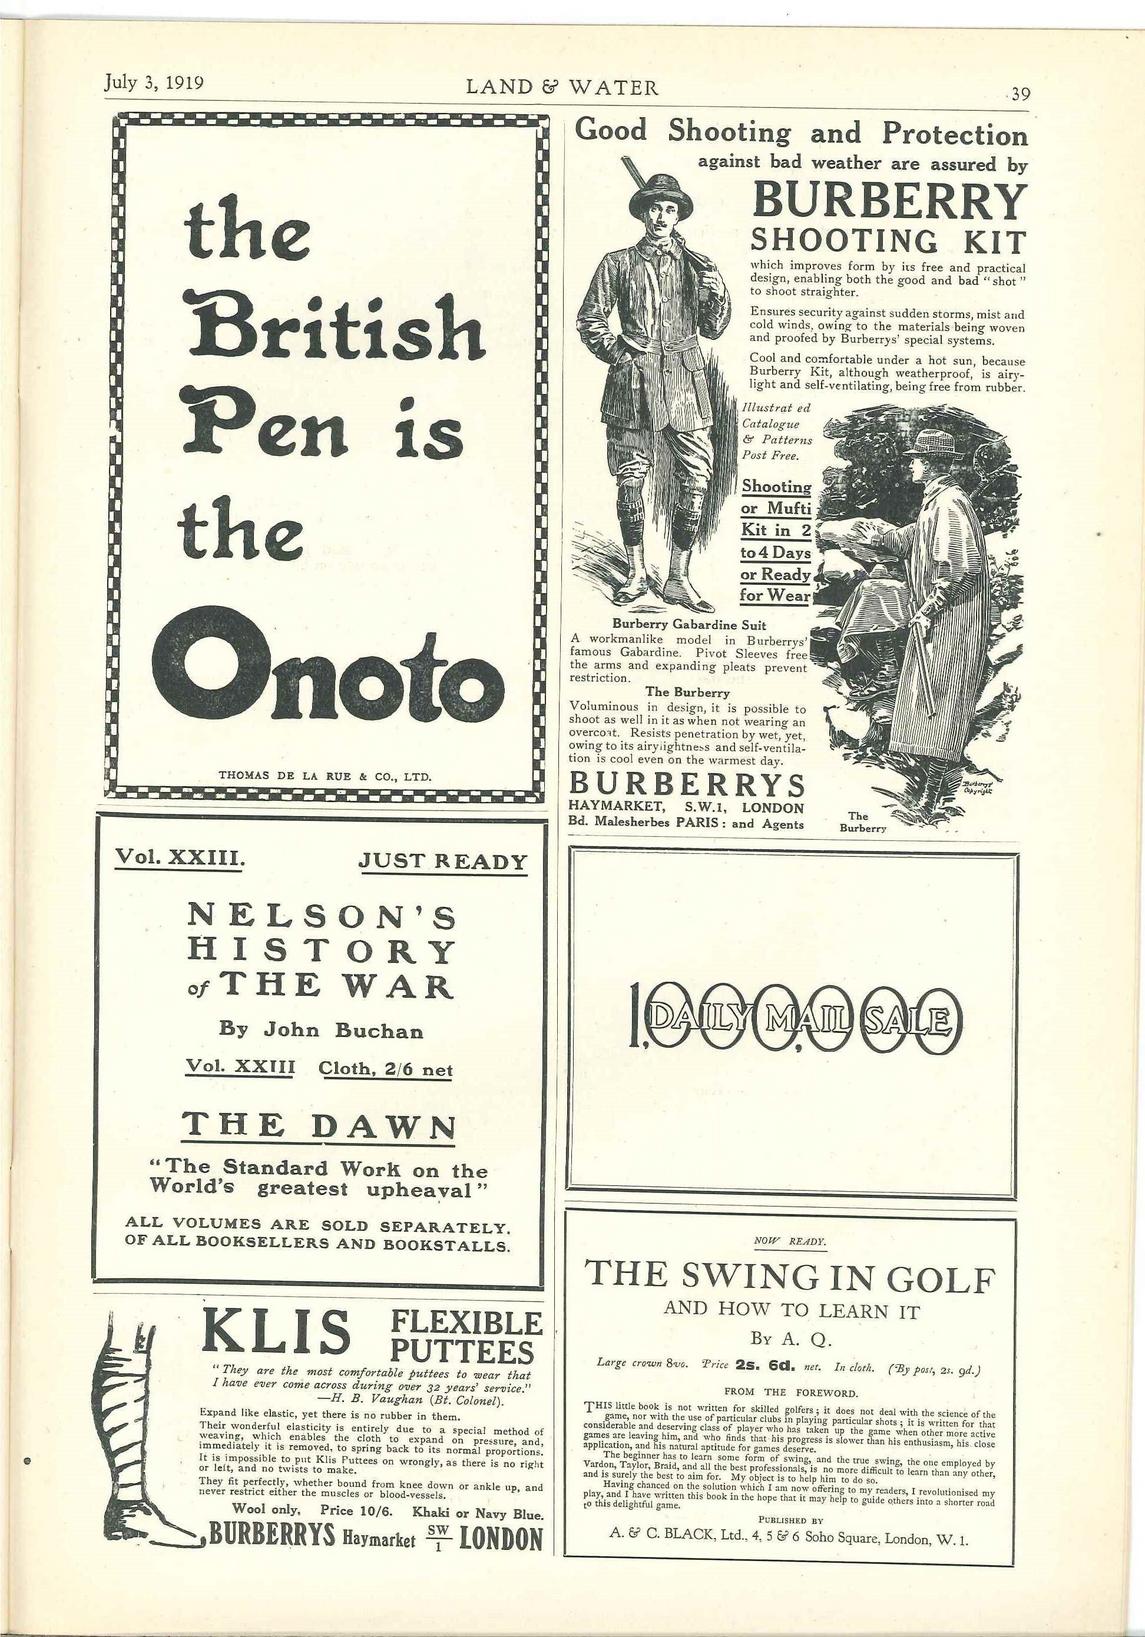 July 3, 1919
LAND & WATER
39
the
British
Pen is
the
Onoto
THOMAS DE LA RUE & CO., LTD.
Good Shooting and Protection
against bad weather are assured by
BURBERRY
SHOOTING KIT
which improves form by its free and practical
design, enabling both the good and bad "shot"
to shoot straighter.
Ensures security against sudden storms, mist and
cold winds, owing to the materials being woven
and proofed by Burberrys' special systems.
Cool and comfortable under a hot sun, because
Burberry Kit, although weatherproof, is airy-
light and self-ventilating, being free from rubber.
Illustrat ed
Catalogue
& Patterns
Post Free.
Shooting
or Mufti
Kit in 2
to 4 Days
or Ready
for Wear
Burberry Gabardine Suit
A workmanlike model in Burberrys'
famous Gabardine. Pivot Sleeves free
the arms and expanding pleats prevent
restriction.
The Burberry
Voluminous in design, it is possible to
shoot as well in it as when not wearing an
overcoat. Resists penetration by wet, yet,
owing to its airylightness and self-ventila-
tion is cool even on the warmest day.
BURBERRYS
HAYMARKET, S.W.1, LONDON
Bd. Malesherbes PARIS: and Agents
Burberrys'
Copyright
The
Burberry
Vol. XXIII. JUST READY
NELSON'S
HISTORY
of THE WAR
By John Buchan
Vol. XXIII Cloth, 2/6 net
THE DAWN
"The Standard Work on the
World's greatest upheaval"
ALL VOLUMES ARE SOLD SEPARATELY.
OF ALL BOOKSELLERS AND BOOKSTALLS.
1,000,000
DAILY MAIL SALE
KLIS FLEXIBLE
PUTTEES
"They are the most comfortable puttees to wear that
I have ever come across during over 32 years' service."
—H. B. Vaughan (Bt. Colonel).
Expand like elastic, yet there is no rubber in them.
Their wonderful elasticity is entirely due to a special method of
weaving, which enables the cloth to expand on pressure, and,
immediately it is removed, to spring back to its normal proportions.
It is impossible to put Klis Puttees on wrongly, as there is no right
or left, and no twists to make.
They fit perfectly, whether bound from knee down or ankle up, and
never restrict either the muscles or blood-vessels.
Wool only, Price 10/6. Khaki or Navy Blue.
BURBERRYS Haymarket SW 1 LONDON
NOW READY.
THE SWING IN GOLF
AND HOW TO LEARN IT
By A. Q.
Large crown 8vo. Price 2s. 6d. net. In cloth. (By post, 2s. 9d.)
FROM THE FOREWORD.
THIS little book is not written for skilled golfers; it does not deal with the science of the
game, nor with the use of particular clubs in playing particular shots; it is written for that
considerable and deserving class of player who has taken up the game when other more active
games are leaving him, and who finds that his progress is slower than his enthusiasm, his close
application, and his natural aptitude for games deserve.
The beginner has to learn some form of swing, and the true swing, the one employed by
Vardon, Taylor, Braid, and all the best professionals, is no more difficult to learn than any other,
and is surely the best to aim for. My object is to help him to do so.
Having chanced on the solution which I am now offering to my readers, I revolutionised my
play, and I have written this book in the hope that it may help to guide others into a shorter road
to this delightful game.
PUBLISHED BY
A. & C. BLACK, Ltd., 4, 5 & 6 Soho Square, London, W. 1.